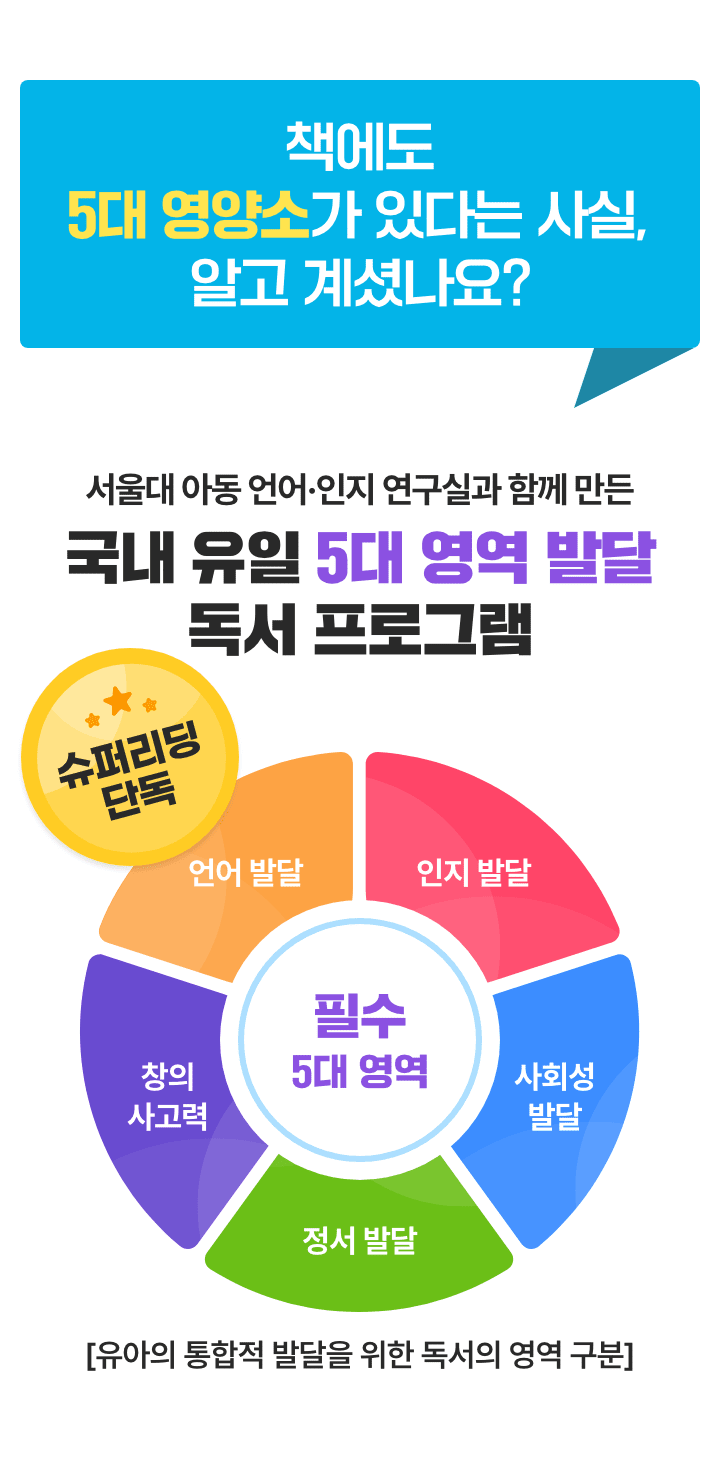 책에도
5대 영양소가 있다는 사실,
알고 계셨나요?
서울대 아동 언어·인지 연구실과 함께 만든
국내 유일 5대 영역 발달
독서 프로그램
슈퍼리딩
단독
언어 발달
인지 발달
필수
5대 영역
창의
사고력
사회성
발달
정서 발달
[유아의 통합적 발달을 위한 독서의 영역 구분]